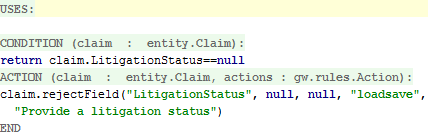 USES:
CONDITION (claim : entity.Claim):
return claim.LitigationStatus==null
ACTION (claim : entity.Claim, actions : gw.rules.Action):
claim.rejectField("LitigationStatus", null, null, "loadsave",
"Provide a litigation status")
END